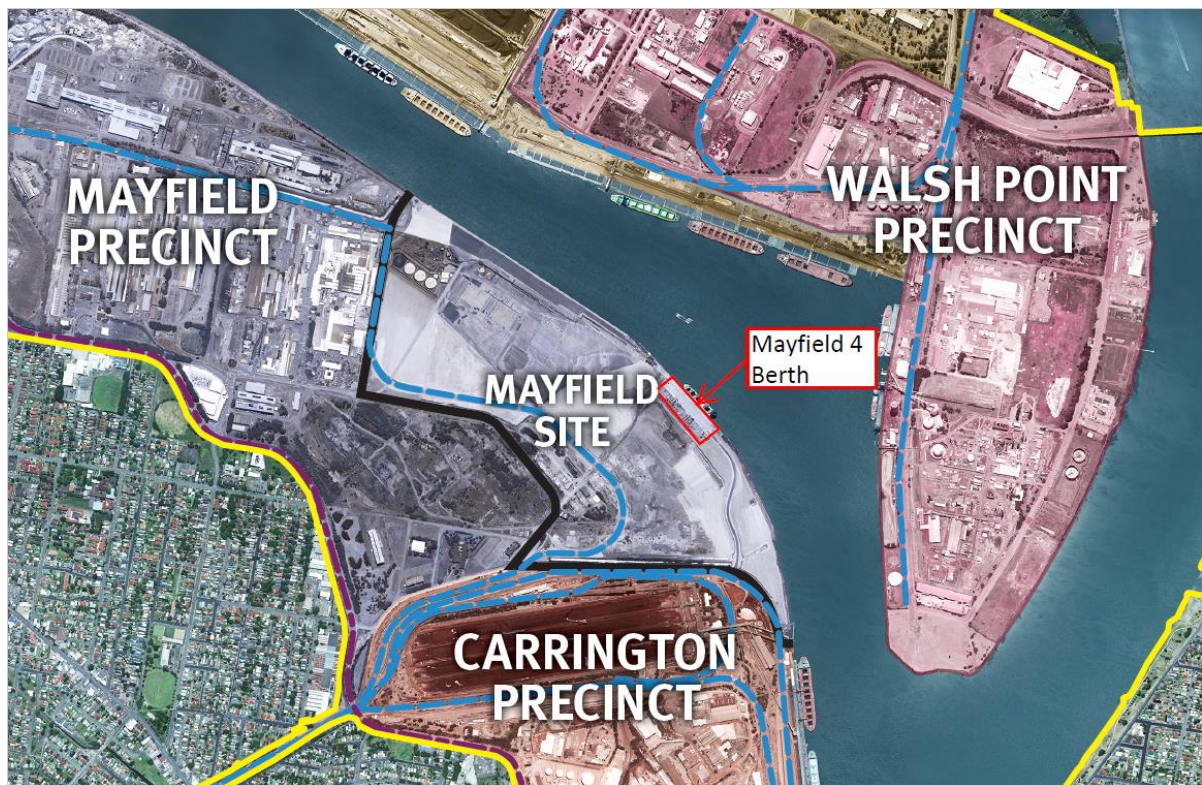 MAYFIELD
PRECINCT
WALSH POINT
PRECINCT
Mayfield 4
Berth
MAYFIELD
SITE
CARRINGTON
PRECINCT